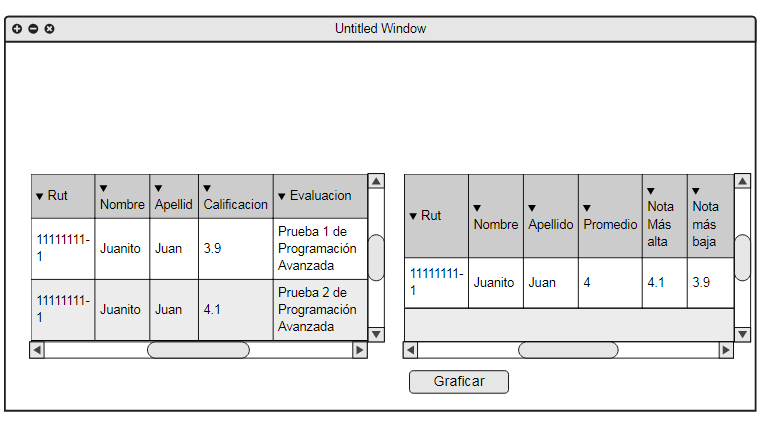 Untitled Window
Rut
Nombre
Apellid
Calificacion
Evaluacion
11111111-
1
Juanito
Juan
3.9
Prueba 1 de
Programación
Avanzada
11111111-
1
Juanito
Juan
4.1
Prueba 2 de
Programación
Avanzada
Rut
Nombre
Apellido
Promedio
Nota
Más
alta
Nota
más
baja
11111111-
1
Juanito
Juan
4
4.1
3.9
Graficar